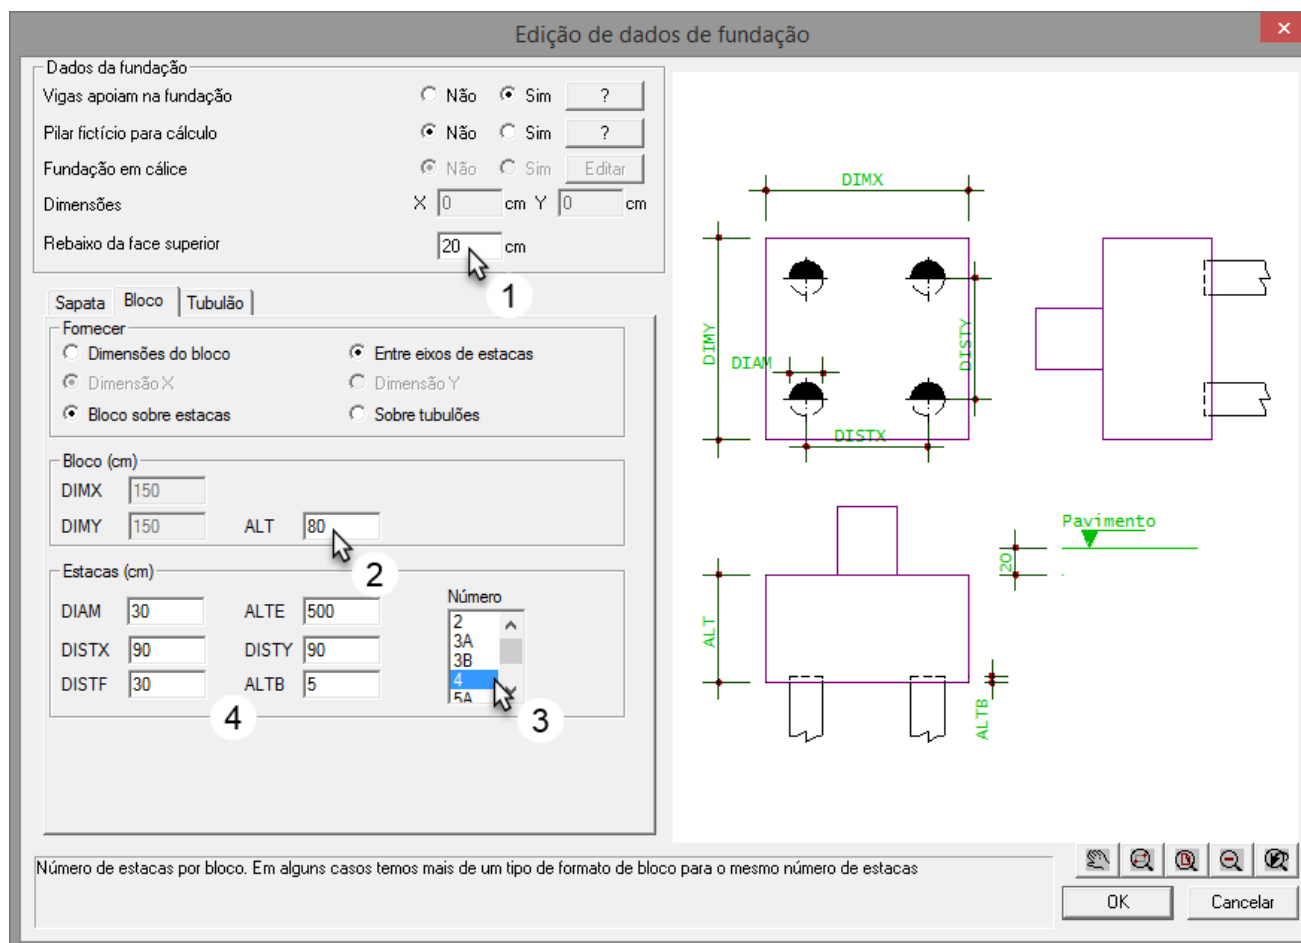 Edição de dados de fundação
Dados da fundação
Vigas apoiam na fundação Não Sim ?
Pilar fictício para cálculo Não Sim ?
Fundação em cálice Não Sim Editar
Dimensões X 0 cm Y 0 cm
Rebaixo da face superior 20 cm
1
Sapata Bloco Tubulão
Fornecer
Dimensões do bloco Entre eixos de estacas
Dimensão X Dimensão Y
Bloco sobre estacas Sobre tubulões
Bloco (cm)
DIMX 150
DIMY 150 ALT 80
2
Estacas (cm)
Número
DIAM 30 ALTE 500
DISTX 90 DISTY 90
DISTF 30 ALTB 5
2
3A
3B
4
5A
3
4
DIMX
DIMY
DIAM
DISTY
DISTX
Pavimento
20
ALT
ALTB
Número de estacas por bloco. Em alguns casos temos mais de um tipo de formato de bloco para o mesmo número de estacas
OK Cancelar